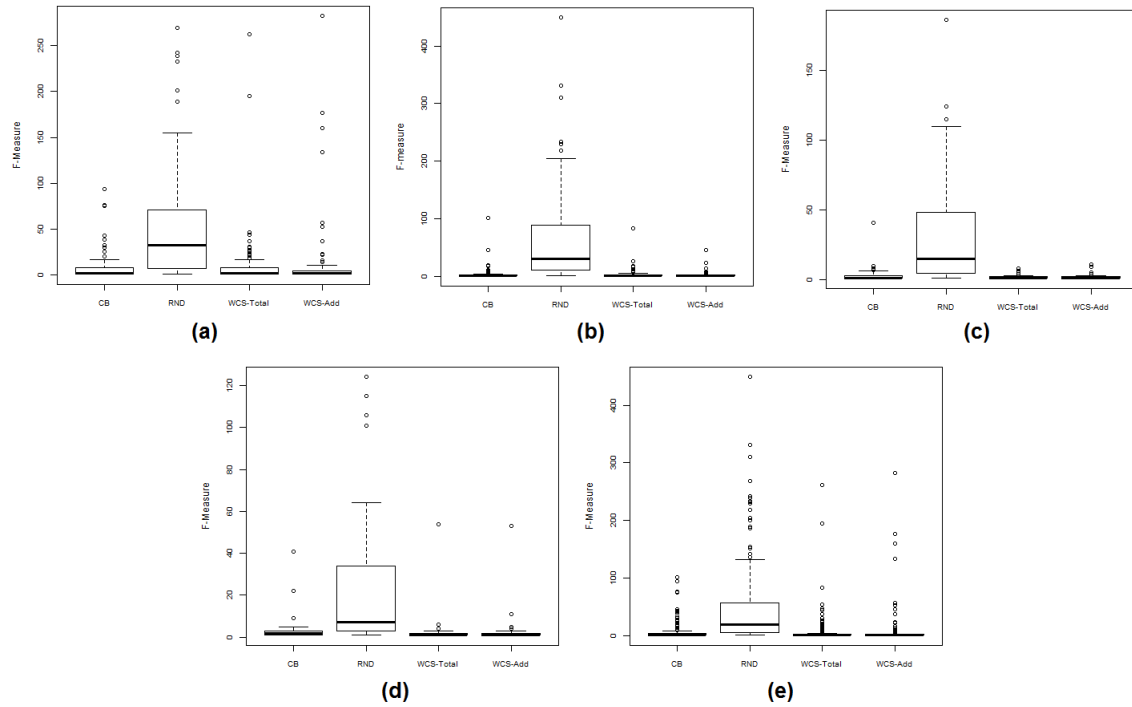 F-Measure
250
200
150
100
50
0
CB RND WCS-Total WCS-Add
(a)
F-measure
400
300
200
100
0
CB RND WCS-Total WCS-Add
(b)
F-Measure
150
100
50
0
CB RND WCS-Total WCS-Add
(c)
F-Measure
120
100
80
60
40
20
0
CB RND WCS-Total WCS-Add
(d)
F-Measure
400
300
200
100
0
CB RND WCS-Total WCS-Add
(e)